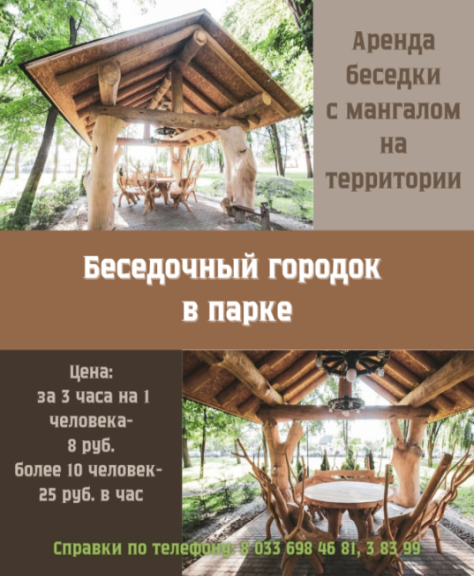 Аренда
беседки
с мангалом
на
территории
Беседочный городок
в парке
Цена:
за 3 часа на 1
человека-
8 руб.
более 10 человек-
25 руб. в час
Справки по телефону: 8 033 698 46 81, 3 83 99